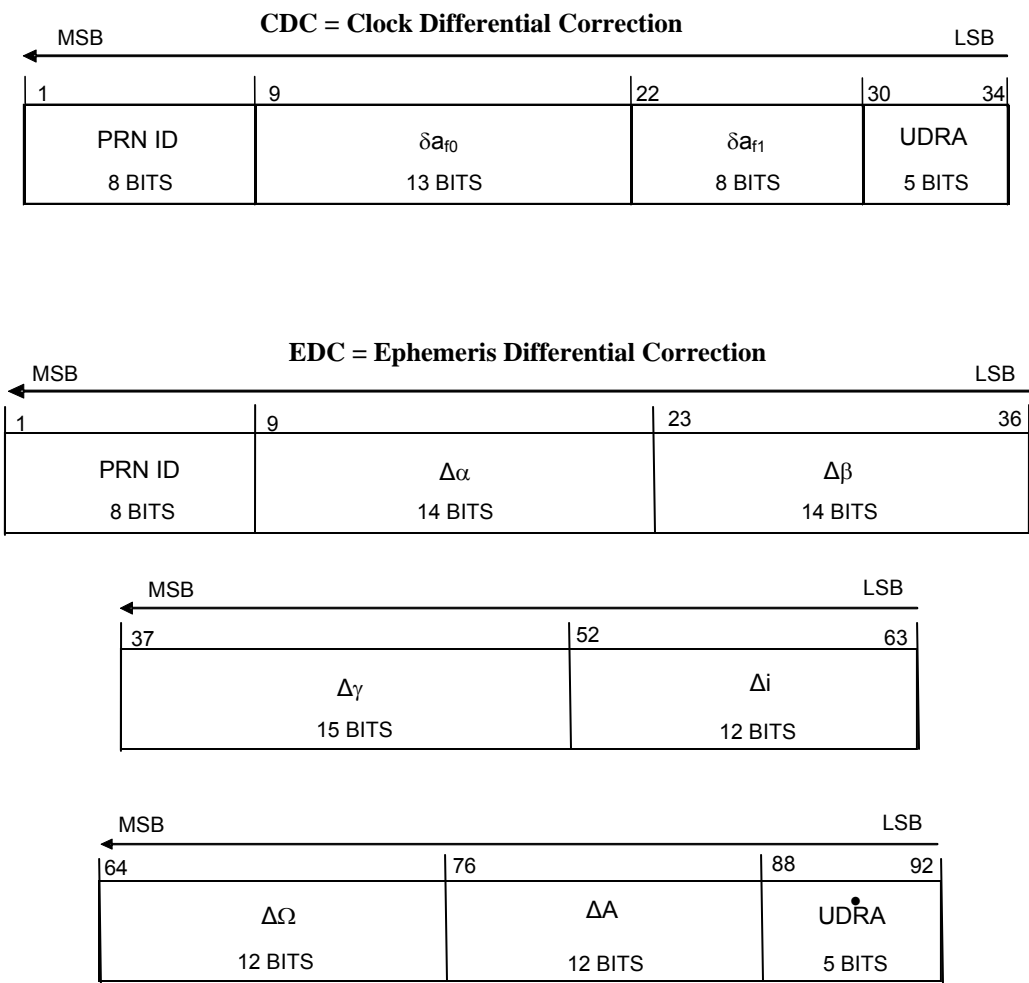 CDC = Clock Differential Correction
MSB LSB
1 9 22 30 34
PRN ID δaf0 δaf1 UDRA
8 BITS 13 BITS 8 BITS 5 BITS
EDC = Ephemeris Differential Correction
MSB LSB
1 9 23 36
PRN ID Δα Δβ
8 BITS 14 BITS 14 BITS
MSB LSB
37 52 63
Δγ Δi
15 BITS 12 BITS
MSB LSB
64 76 88 92
ΔΩ ΔA UDṘA
12 BITS 12 BITS 5 BITS